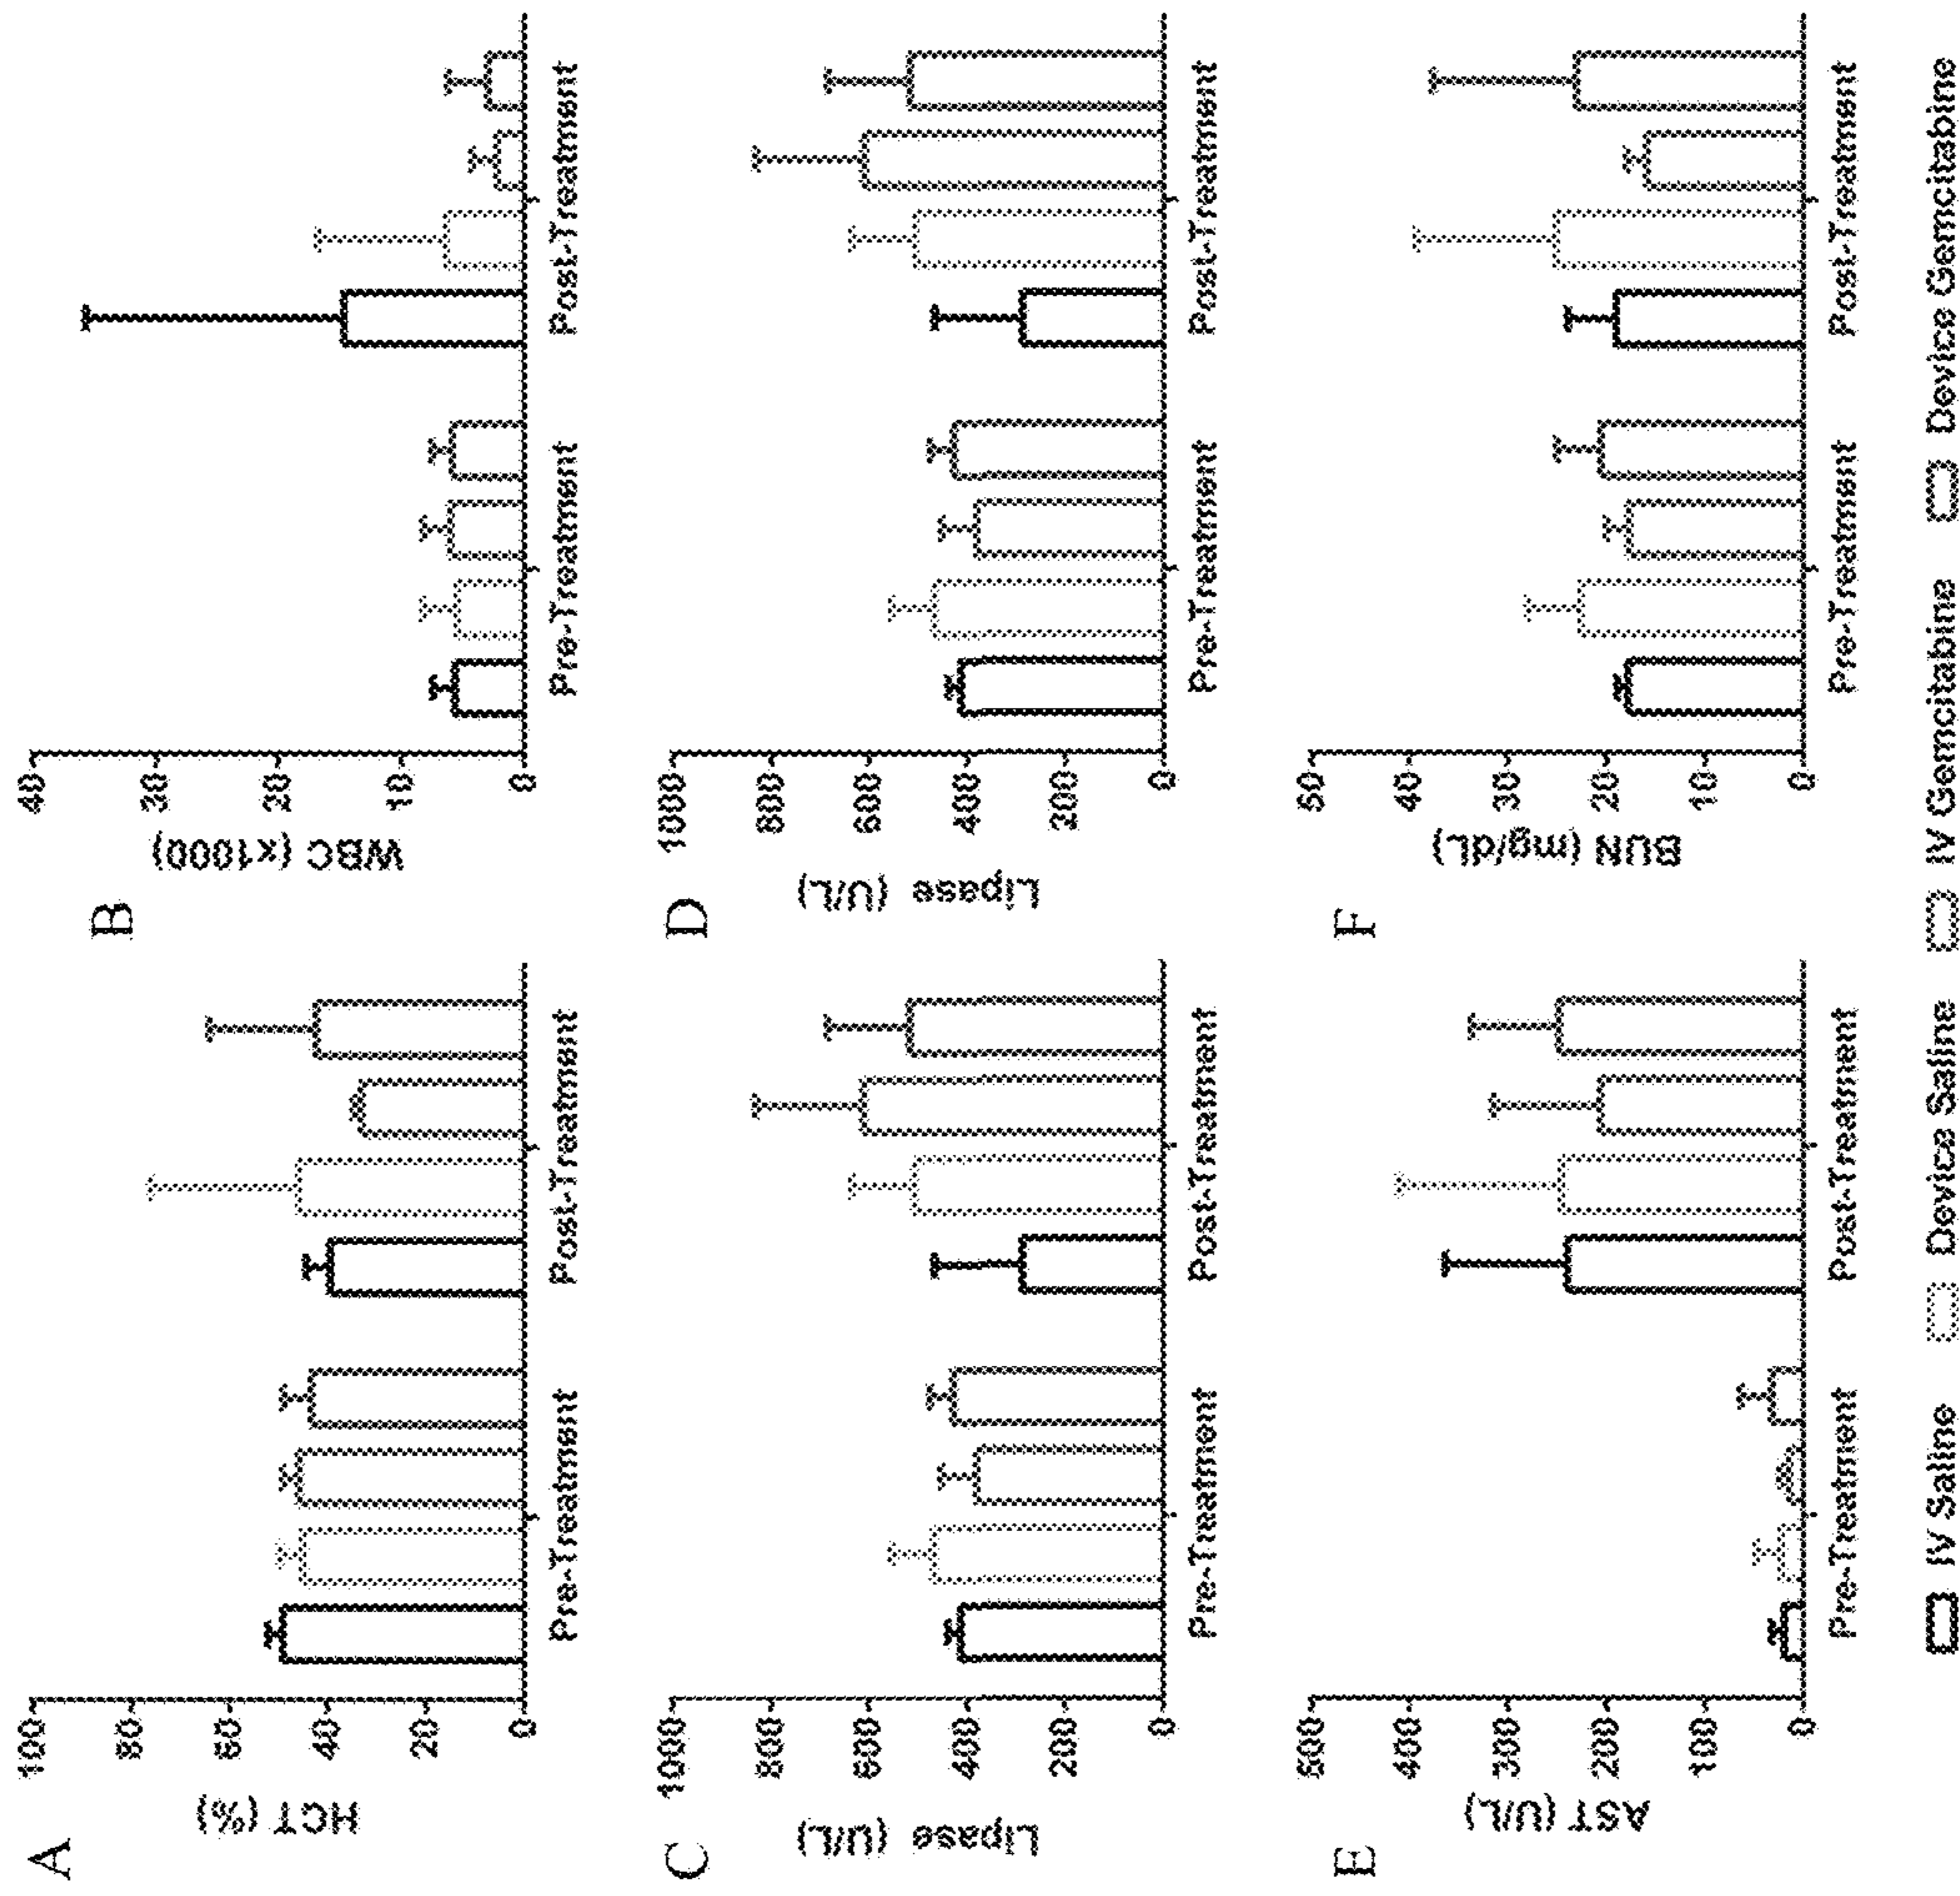 A
HCT (%)
100
80
60
40
20
0
Pre-Treatment
Post-Treatment
B
WBC (x1000)
40
30
20
10
0
Pre-Treatment
Post-Treatment
C
Lipase (U/L)
1000
800
600
400
200
0
Pre-Treatment
Post-Treatment
D
Lipase (U/L)
1000
800
600
400
200
0
Pre-Treatment
Post-Treatment
E
AST (U/L)
500
400
300
200
100
0
Pre-Treatment
Post-Treatment
F
BUN (mg/dL)
50
40
30
20
10
0
Pre-Treatment
Post-Treatment
IV Saline Device Saline IV Gemcitabine Device Gemcitabine